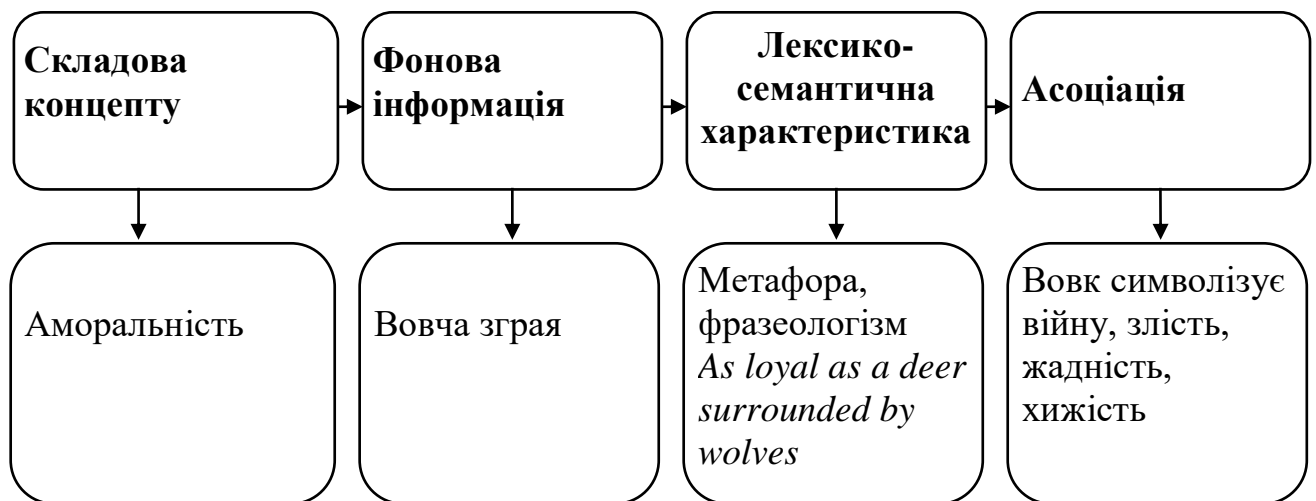 Складова
концепту
Фонова
інформація
Лексико-
семантична
характеристика
Асоціація
Аморальність
Вовча зграя
Метафора,
фразеологізм
As loyal as a deer
surrounded by
wolves
Вовк символізує
війну, злість,
жадність,
хижість